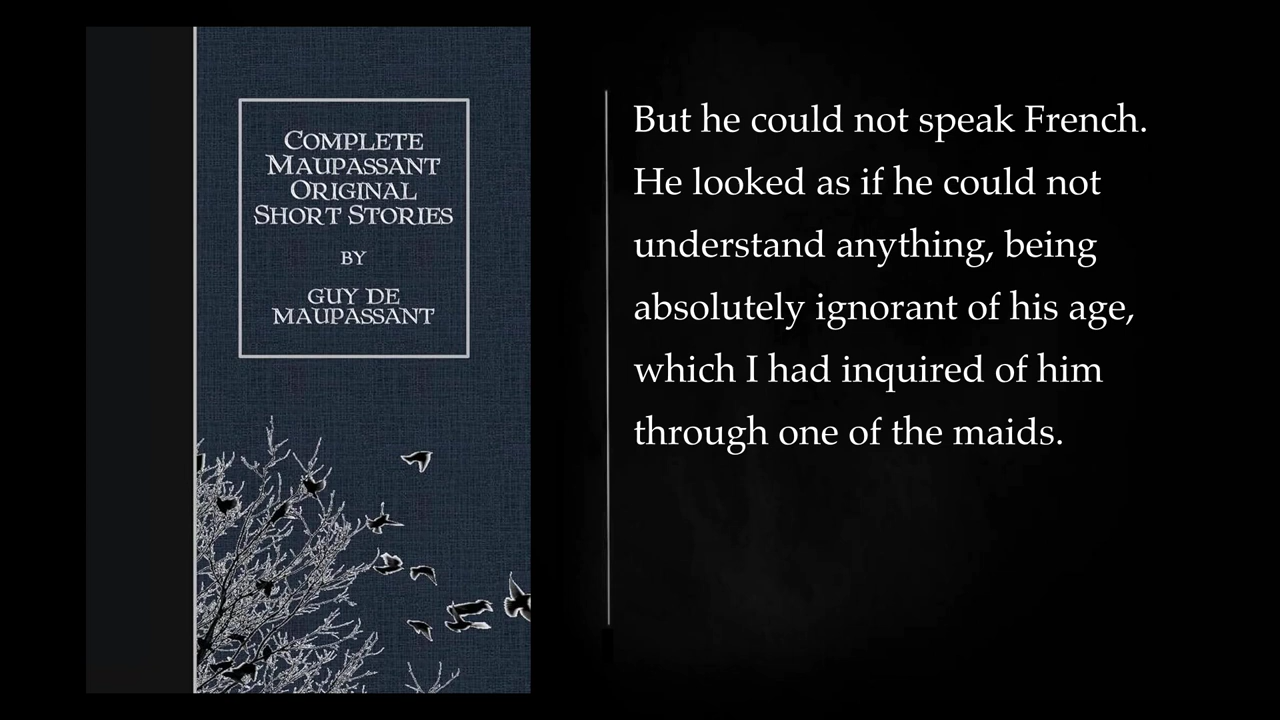 COMPLETE
MAUPASSANT
ORIGINAL
SHORT STORIES
BY
GUY DE
MAUPASSANT
But he could not speak French.
He looked as if he could not
understand anything, being
absolutely ignorant of his age,
which I had inquired of him
through one of the maids.